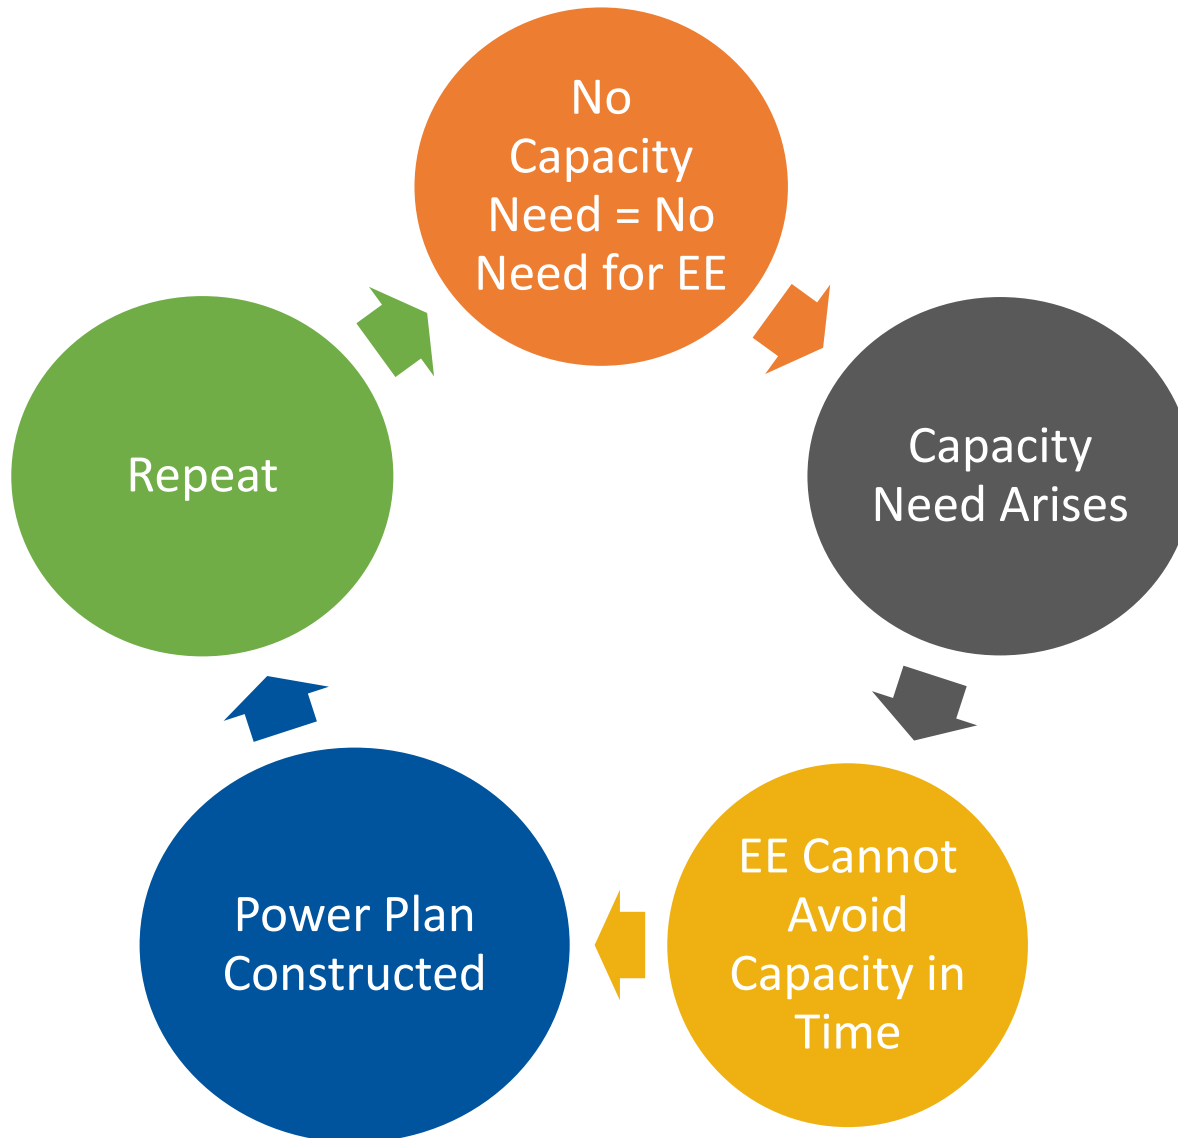 No
Capacity
Need = No
Need for EE
Capacity
Need Arises
EE Cannot
Avoid
Capacity in
Time
Power Plan
Constructed
Repeat